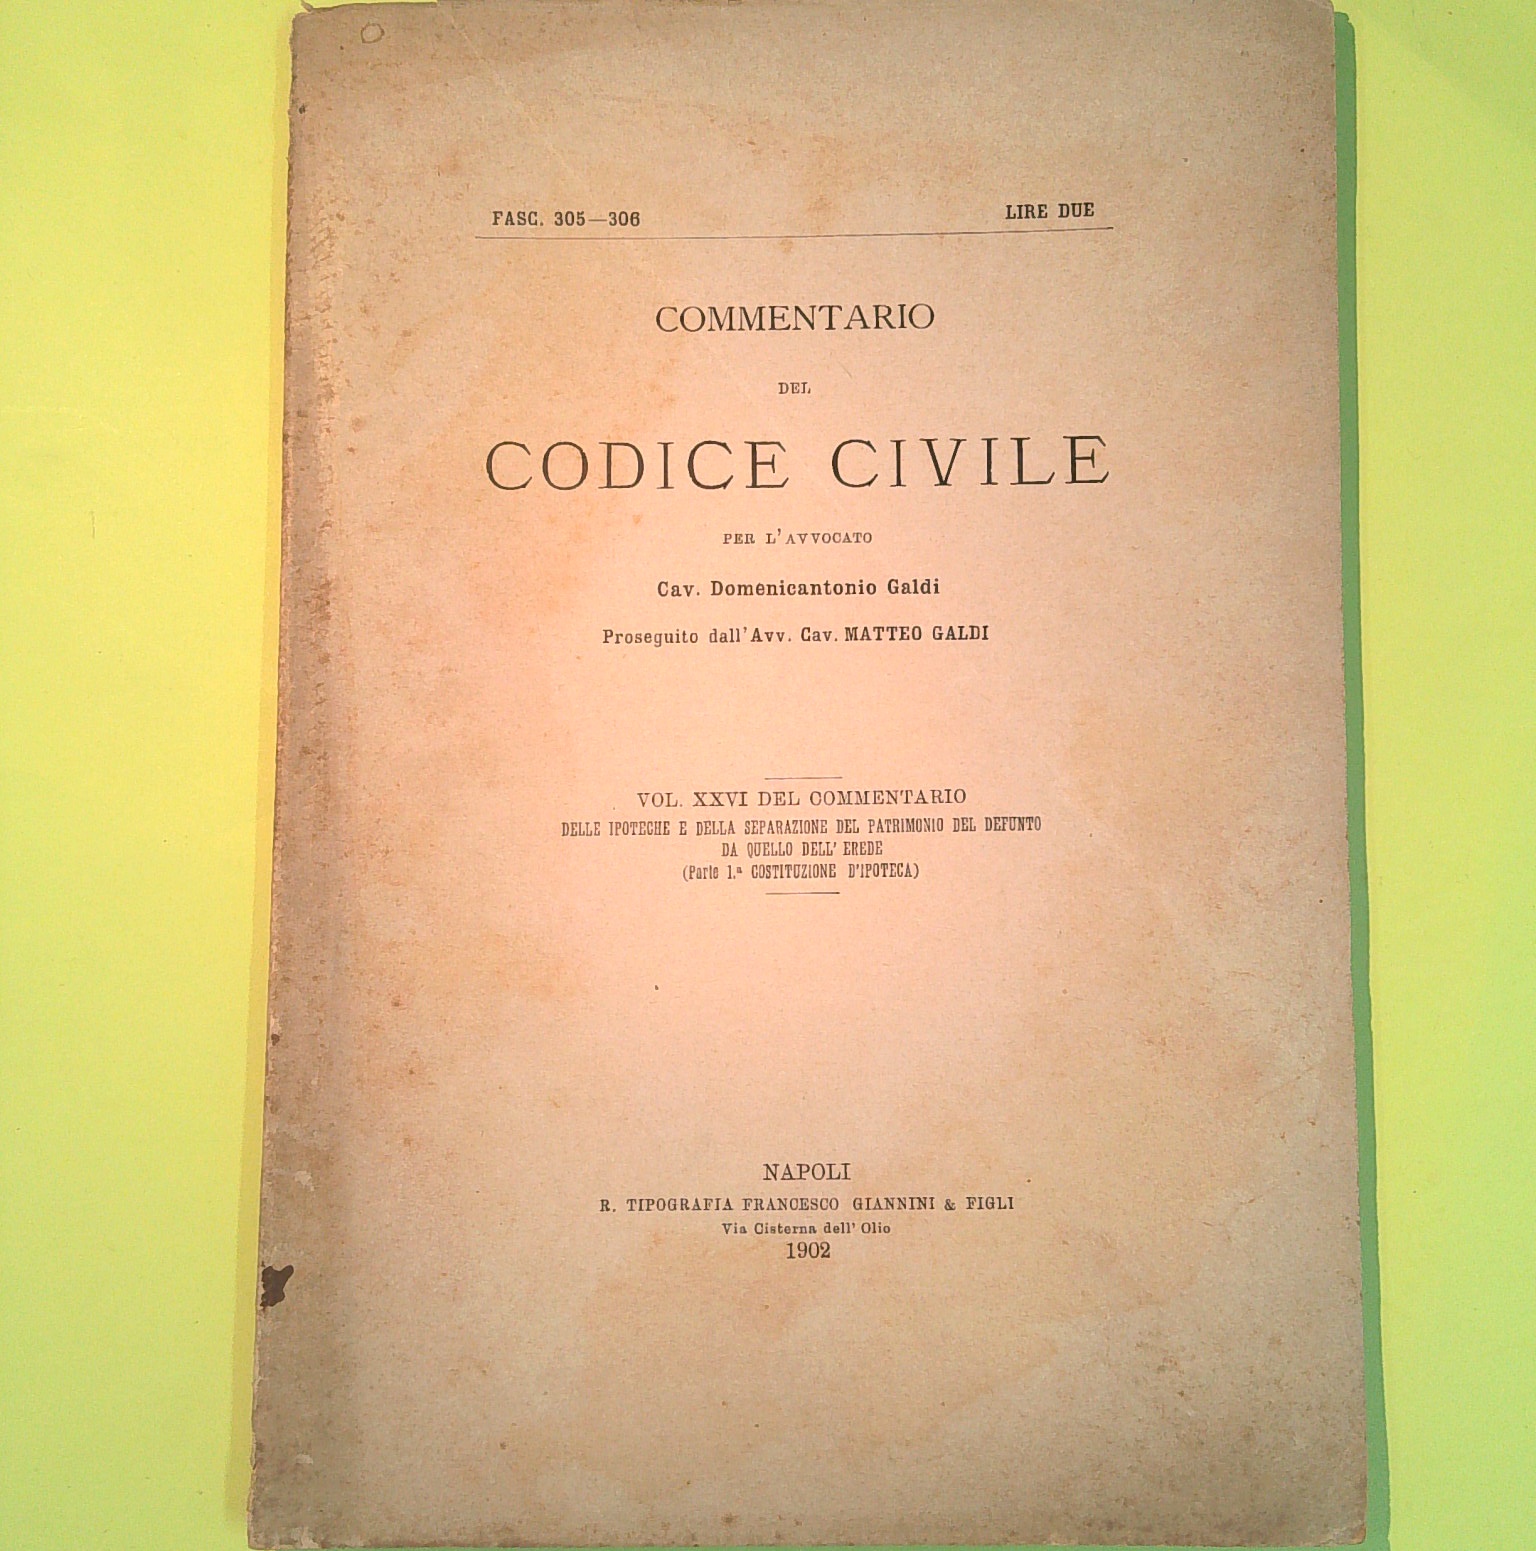 FASC. 305—306
LIRE DUE
COMMENTARIO
DEL
CODICE CIVILE
PER L'AVVOCATO
Cav. Domenicantonio Galdi
Proseguito dall'Avv. Cav. MATTEO GALDI
VOL. XXVI DEL COMMENTARIO
DELLE IPOTECHE E DELLA SEPARAZIONE DEL PATRIMONIO DEL DEFUNTO
DA QUELLO DELL' EREDE
(Parte 1.ª COSTITUZIONE D'IPOTECA)
NAPOLI
R. TIPOGRAFIA FRANCESCO GIANNINI & FIGLI
Via Cisterna dell' Olio
1902